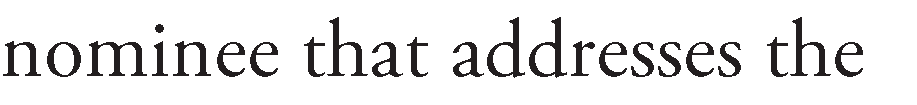 nominee that addresses the